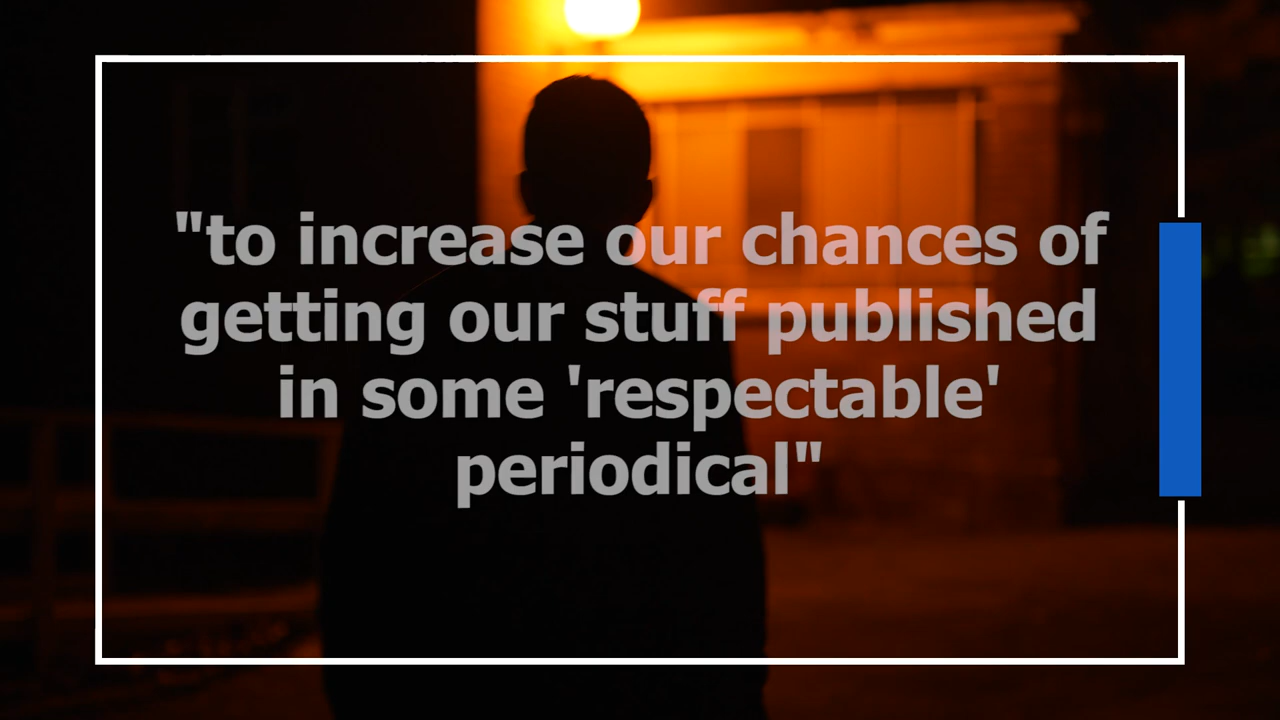 "to increase our chances of
getting our stuff published
in some 'respectable'
periodical"